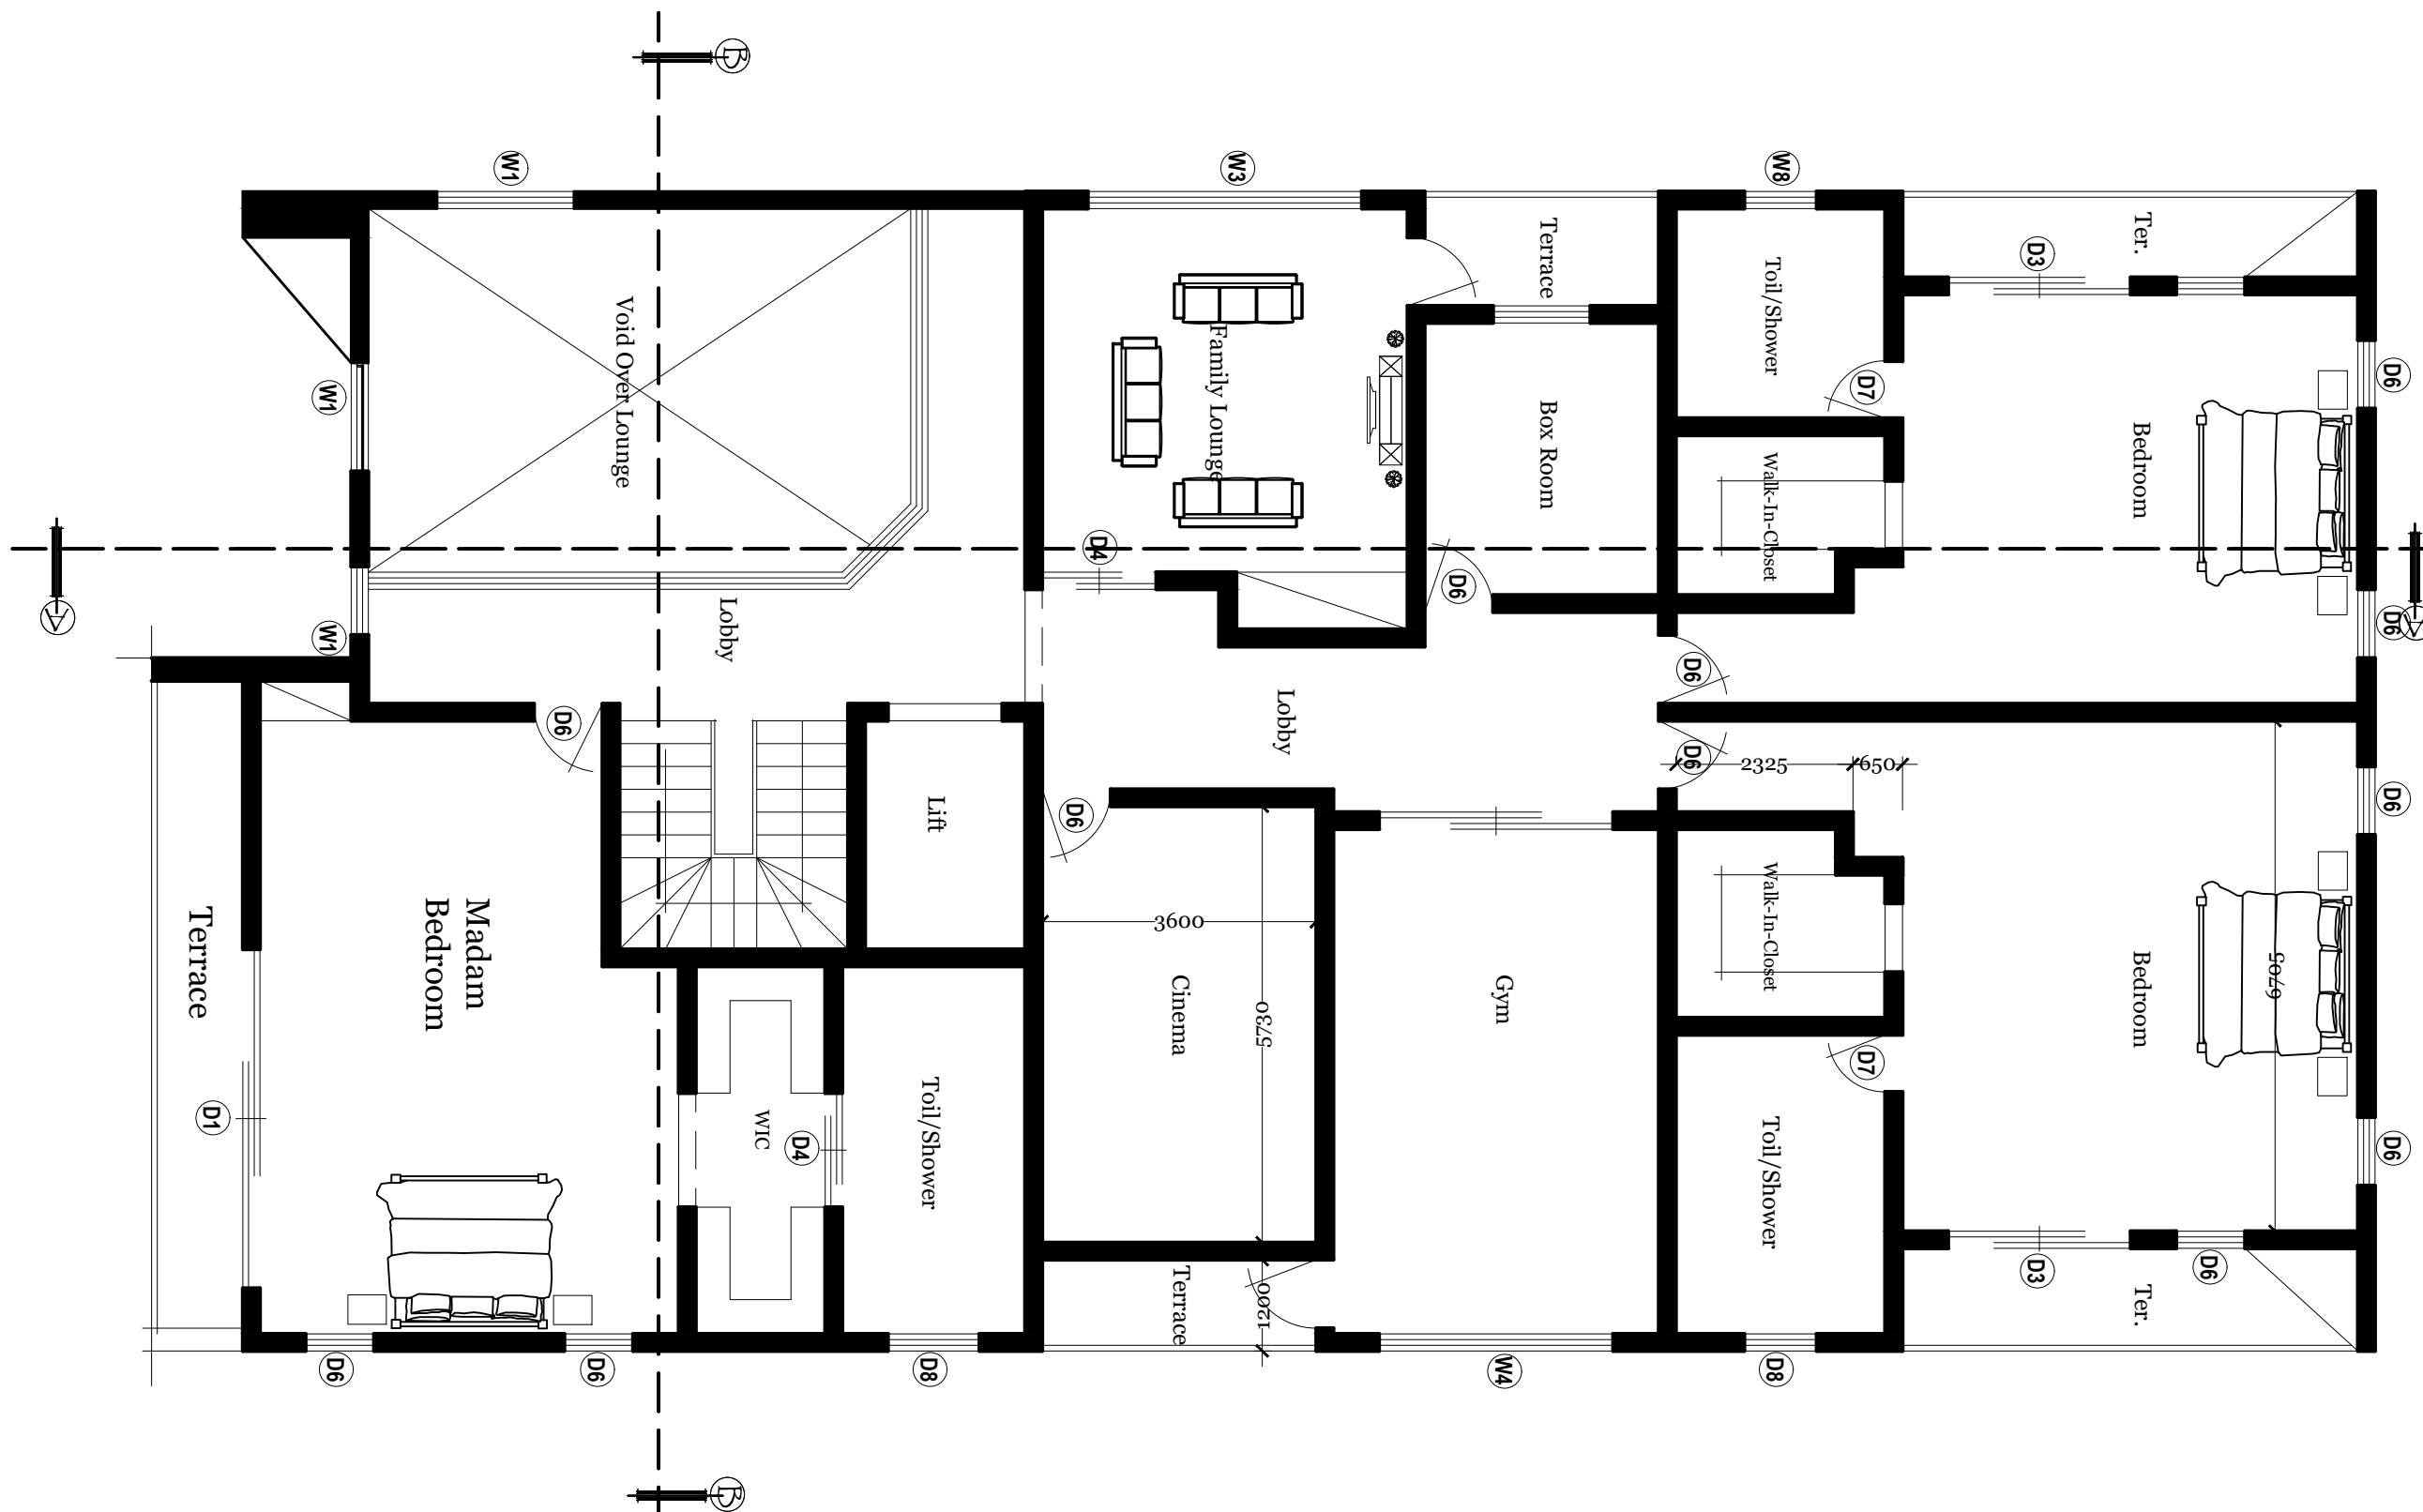 B
W1
W3
W8
Ter.
D3
Terrace
Toil/Shower
Void Over Lounge
Family Lounge
D7
D6
W1
Box Room
Bedroom
Walk-In-Closet
D4
D6
A
A
D6
W1
Lobby
D6
Lobby
D6
D6
2325
650
D6
D6
Lift
Walk-In-Closet
3600
Terrace
Madam
Bedroom
Cinema
5730
Gym
Bedroom
6705
D7
D1
WIC
D4
Toil/Shower
Toil/Shower
D6
D3
D6
Terrace
1200
Ter.
D6
D6
D8
W4
D8
B